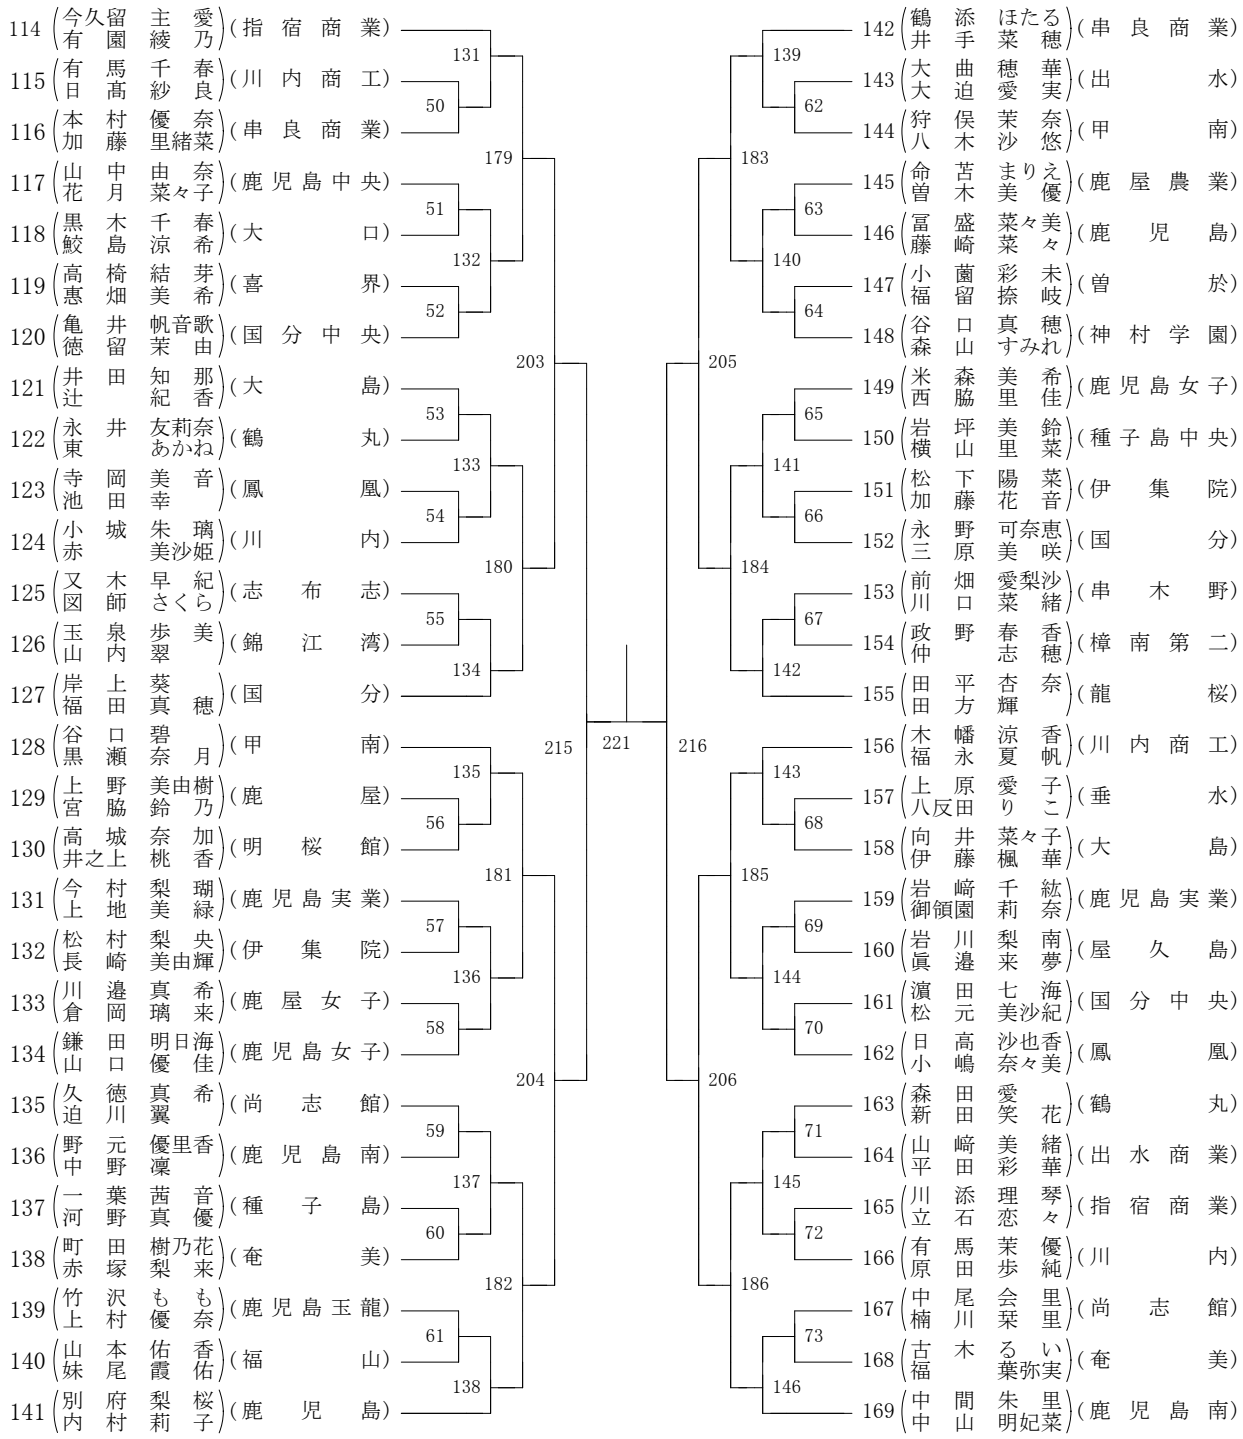 114 (今久留 主 愛 (指宿商業)
有園綾乃)
115 (有馬千春 (川内商工)
日髙紗良)
116 (本村優奈 (串良商業)
加藤里緒菜)
117 (山中由奈 (鹿児島中央)
花月菜々子)
118 (黒木千春 (大口)
鮫島涼希)
119 (高椅結芽 (喜界)
惠畑美希)
120 (亀井帆音歌 (国分中央)
徳留茉由)
121 (井田知那 (大島)
辻紀香)
122 (永井友莉奈 (鶴丸)
東あかね)
123 (寺岡美音 (鳳凰)
池田幸)
124 (小城朱璃 (川内)
赤美沙姫)
125 (又木早紀 (志布志)
図師さくら)
126 (玉泉歩美 (錦江湾)
山内翠)
127 (岸上葵 (国分)
福田真穂)
128 (谷口碧 (甲南)
黒瀬奈月)
129 (上野美由樹 (鹿屋)
宮脇鈴乃)
130 (高城奈加 (明桜館)
井之上桃香)
131 (今村梨瑚 (鹿児島実業)
上地美緑)
132 (松村梨央 (伊集院)
長崎美由輝)
133 (川邉真希 (鹿屋女子)
倉岡璃来)
134 (鎌田明日海 (鹿児島女子)
山口優佳)
135 (久徳真希 (尚志館)
迫川翼)
136 (野元優里香 (鹿児島南)
中野凜)
137 (一葉茜音 (種子島)
河野真優)
138 (町田樹乃花 (奄美)
赤塚梨来)
139 (竹沢もも (鹿児島玉龍)
上村優奈)
140 (山本佑香 (福山)
妹尾霞佑)
141 (別府梨桜 (鹿児島)
内村莉子)
131
50
179
51
132
52
203
53
133
54
180
55
134
215
135
56
181
57
136
58
204
59
137
60
182
61
138
221
216
139
62
183
63
140
64
205
65
141
66
184
67
142
143
68
185
69
144
70
206
71
145
72
186
73
146
142 (鶴添ほたる (串良商業)
井手菜穂)
143 (大曲穂華 (出水)
大迫愛実)
144 (狩俣茉奈 (甲南)
八木沙悠)
145 (命苫まりえ (鹿屋農業)
曽木美優)
146 (冨盛菜々美 (鹿児島)
藤崎菜々)
147 (小薗彩未 (曽於)
福留捺岐)
148 (谷口真穂 (神村学園)
森山すみれ)
149 (米森美希 (鹿児島女子)
西脇里佳)
150 (岩坪美鈴 (種子島中央)
横山里菜)
151 (松下陽菜 (伊集院)
加藤花音)
152 (永野可奈恵 (国分)
三原美咲)
153 (前畑愛梨沙 (串木野)
川口菜緒)
154 (政野春香 (樟南第二)
仲志穂)
155 (田平杏奈 (龍桜)
田方輝)
156 (木幡涼香 (川内商工)
福永夏帆)
157 (上原愛子 (垂水)
八反田りこ)
158 (向井菜々子 (大島)
伊藤楓華)
159 (岩﨑千紘 (鹿児島実業)
御領園莉奈)
160 (岩川梨南 (屋久島)
眞邉来夢)
161 (濵田七海 (国分中央)
松元美沙紀)
162 (日高沙也香 (鳳凰)
小嶋奈々美)
163 (森田愛 (鶴丸)
新田笑花)
164 (山﨑美緒 (出水商業)
平田彩華)
165 (川添理琴 (指宿商業)
立石恋々)
166 (有馬茉優 (川内)
原田歩純)
167 (中尾会里 (尚志館)
楠川栞里)
168 (古木るい (奄美)
福葉弥実)
169 (中間朱里 (鹿児島南)
中山明妃菜)